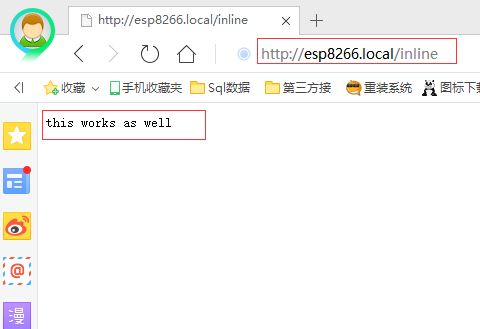 http://esp8266.local/inline
http://esp8266.local/inline
收藏 手机收藏夹 Sql数据 第三方接 重装系统 图标下载
this works as well
@
漫